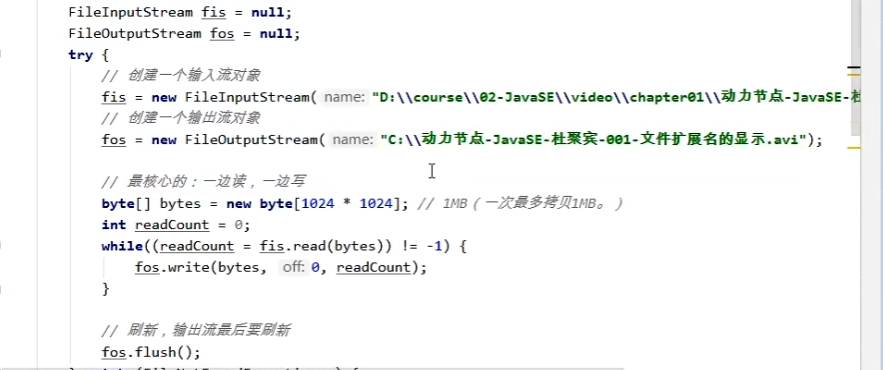 FileInputStream fis = null;
FileOutputStream fos = null;
try {
// 创建一个输入流对象
fis = new FileInputStream( name: "D:\\course\\02-JavaSE\\video\\chapter01\\动力节点-JavaSE-杜
// 创建一个输出流对象
fos = new FileOutputStream( name: "C:\\动力节点-JavaSE-杜聚宾-001-文件扩展名的显示.avi");
// 最核心的：一边读，一边写
byte[] bytes = new byte[1024 * 1024]; // 1MB（一次最多拷贝1MB。）
int readCount = 0;
while((readCount = fis.read(bytes)) != -1) {
fos.write(bytes, off: 0, readCount);
}
// 刷新，输出流最后要刷新
fos.flush();